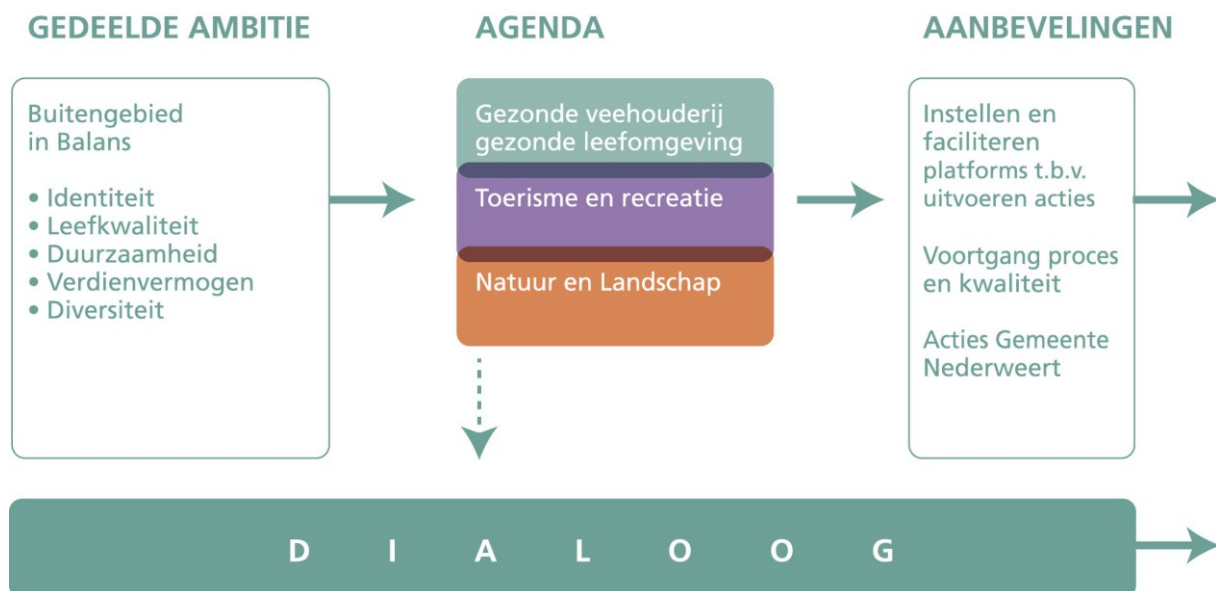 GEDEELDE AMBITIE
Buitengebied
in Balans
• Identiteit
• Leefkwaliteit
• Duurzaamheid
• Verdienvermogen
• Diversiteit
AGENDA
Gezonde veehouderij
gezonde leefomgeving
Toerisme en recreatie
Natuur en Landschap
AANBEVELINGEN
Instellen en
faciliteren
platforms t.b.v.
uitvoeren acties
Voortgang proces
en kwaliteit
Acties Gemeente
Nederweert
D I A L O O G